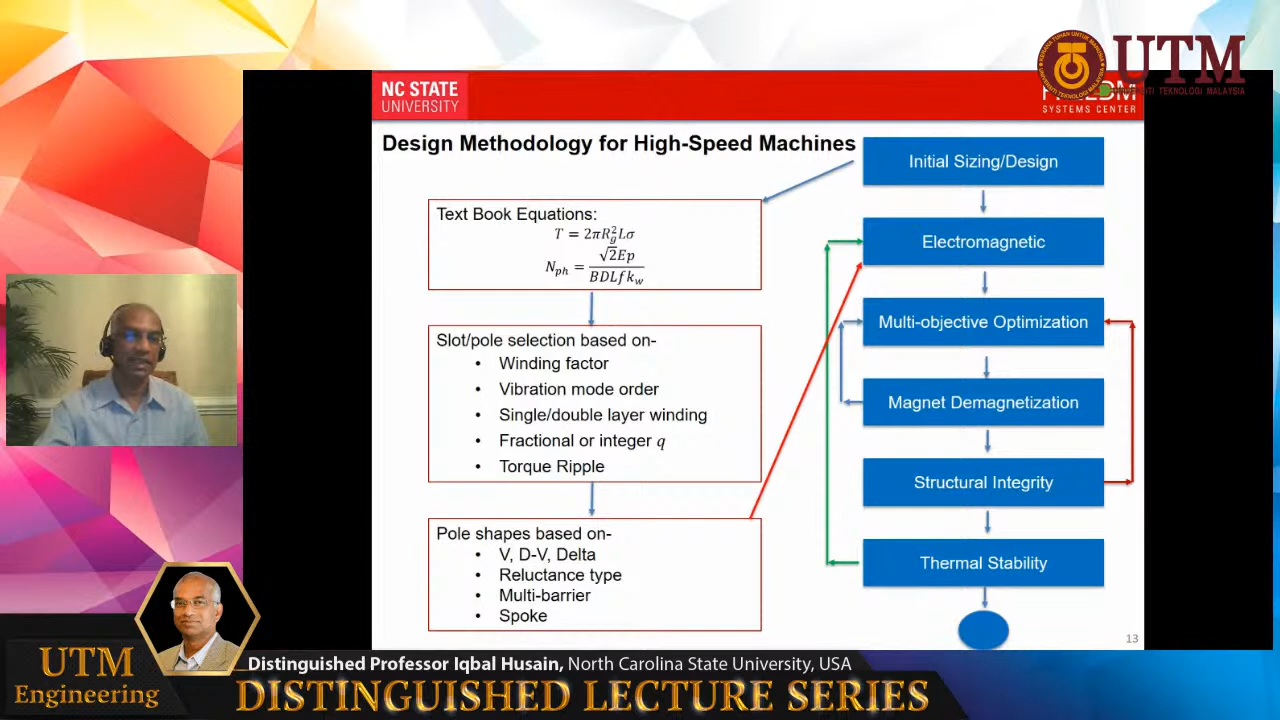 UTM
UNIVERSITI TEKNOLOGI MALAYSIA
NC STATE
UNIVERSITY
SYSTEMS CENTER
Design Methodology for High-Speed Machines
Text Book Equations:
T = 2πR_g^2Lσ
N_ph = √2Ep / BDLfk_w
Slot/pole selection based on-
• Winding factor
• Vibration mode order
• Single/double layer winding
• Fractional or integer q
• Torque Ripple
Pole shapes based on-
• V, D-V, Delta
• Reluctance type
• Multi-barrier
• Spoke
Initial Sizing/Design
Electromagnetic
Multi-objective Optimization
Magnet Demagnetization
Structural Integrity
Thermal Stability
13
UTM
Engineering
Distinguished Professor Iqbal Husain, North Carolina State University, USA
DISTINGUISHED LECTURE SERIES